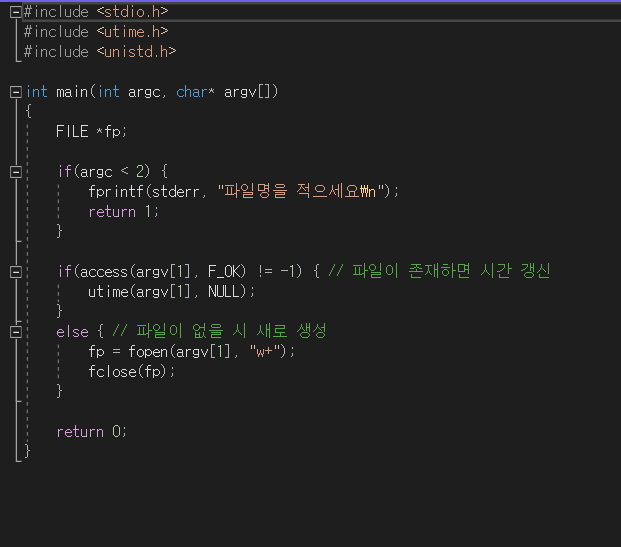 #include <stdio.h>
#include <utime.h>
#include <unistd.h>
int main(int argc, char* argv[])
{
FILE *fp;
if(argc < 2) {
fprintf(stderr, "파일명을 적으세요₩n");
return 1;
}
if(access(argv[1], F_OK) != -1) { // 파일이 존재하면 시간 갱신
utime(argv[1], NULL);
}
else { // 파일이 없을 시 새로 생성
fp = fopen(argv[1], "w+");
fclose(fp);
}
return 0;
}